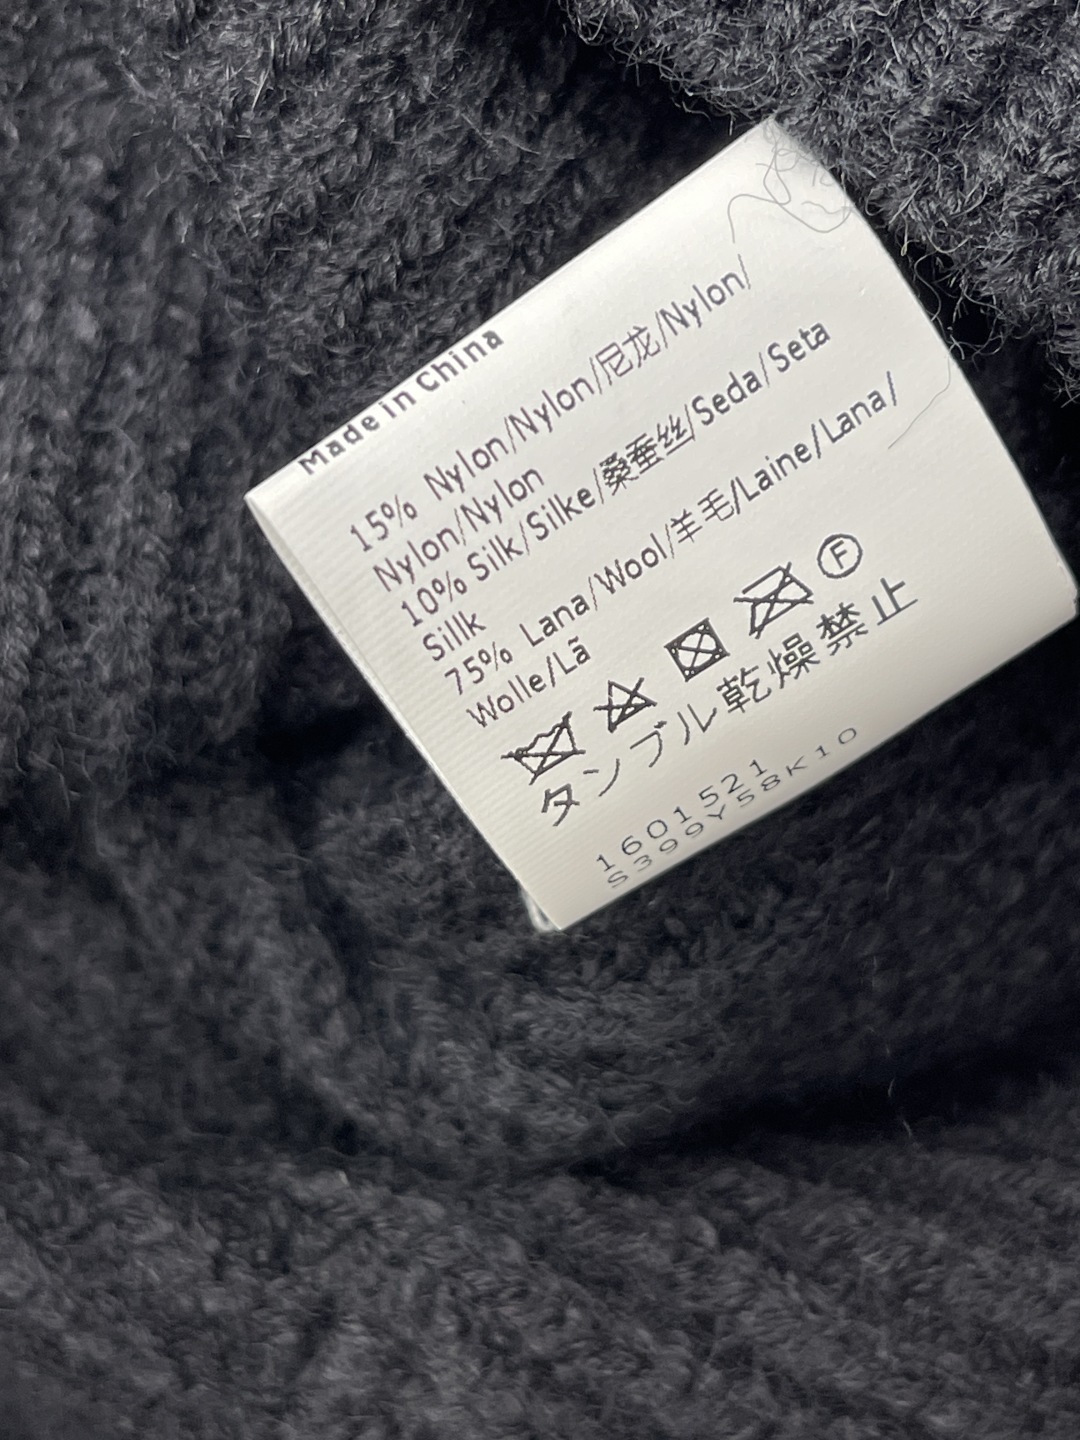 Made in China
15% Nylon/Nylon/尼龙/Nylon/
Nylon/Nylon
10% Silk/Silke/桑蚕丝/Seda/Seta
Sillk
75% Lana/Wool/羊毛/Laine/Lana/
Wolle/Lã
F
タンブル乾燥禁止
1601521
S399Y58K10